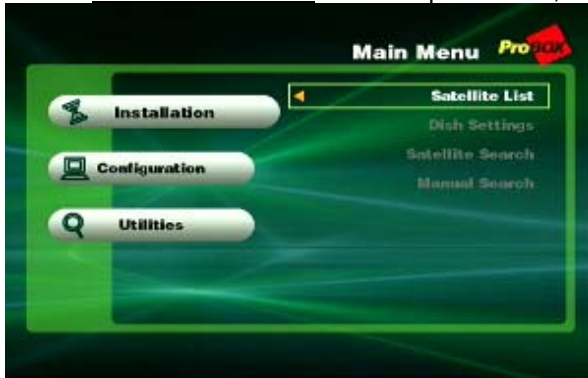 Main Menu
ProBOX
Installation
Configuration
Utilities
Satellite List
Dish Settings
Satellite Search
Manual Search